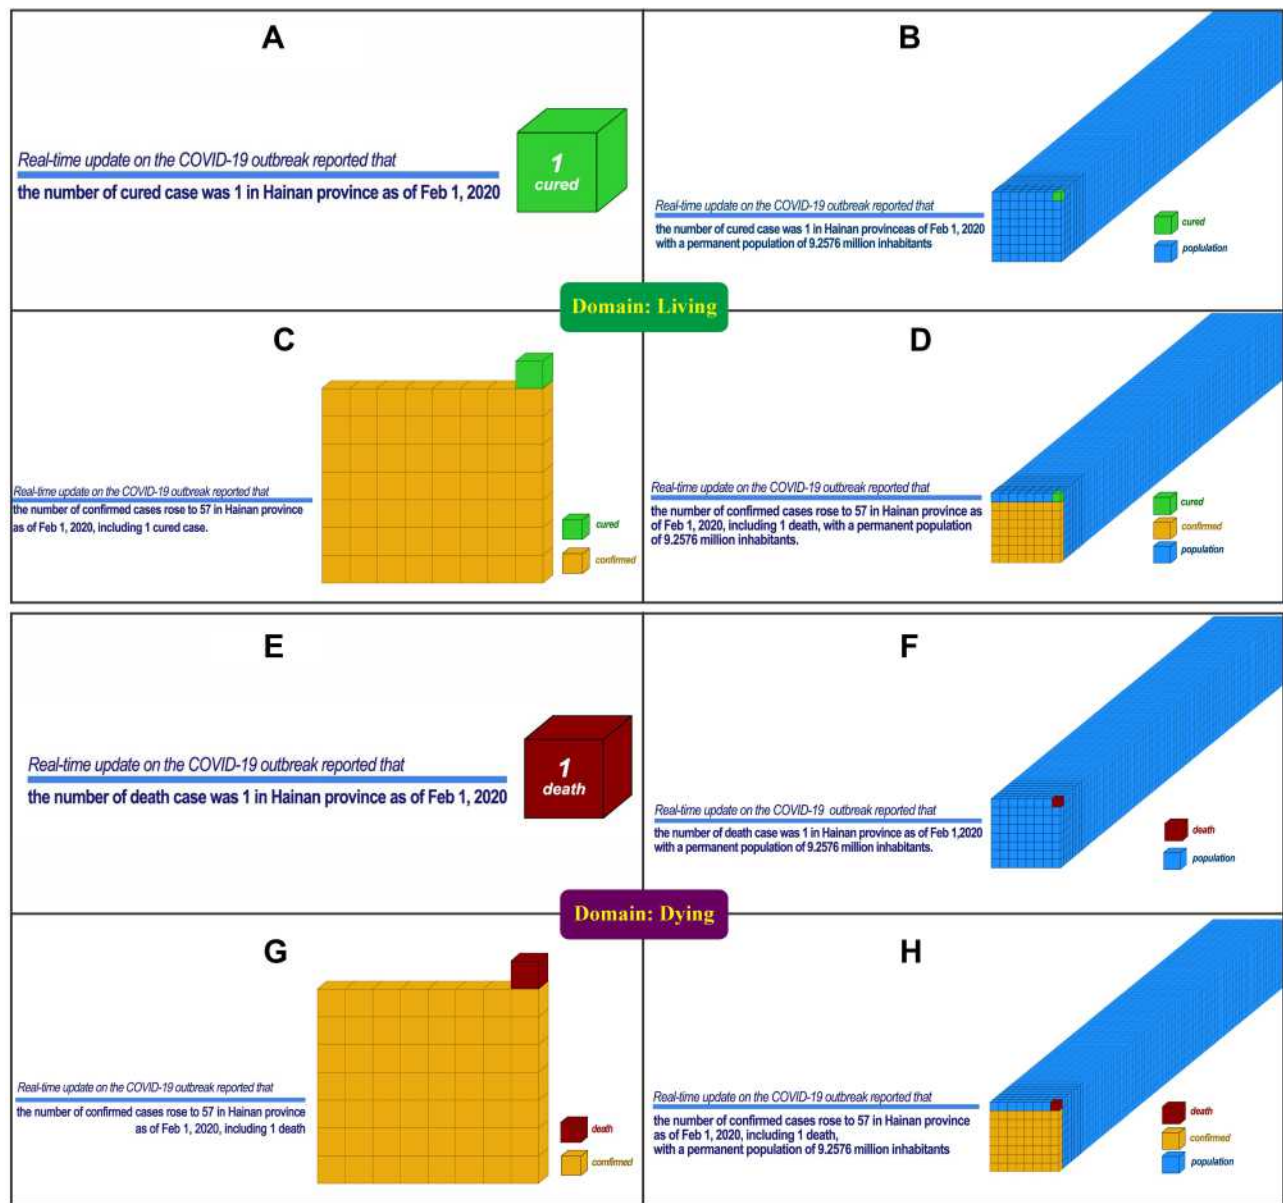 A
Real-time update on the COVID-19 outbreak reported that
the number of cured case was 1 in Hainan province as of Feb 1, 2020
1
cured
B
Real-time update on the COVID-19 outbreak reported that
the number of cured case was 1 in Hainan provinceas of Feb 1, 2020
with a permanent population of 9.2576 million inhabitants
cured
poplulation
Domain: Living
C
Real-time update on the COVID-19 outbreak reported that
the number of confirmed cases rose to 57 in Hainan province
as of Feb 1, 2020, including 1 cured case.
cured
confirmed
D
Real-time update on the COVID-19 outbreak reported that
the number of confirmed cases rose to 57 in Hainan province as
of Feb 1, 2020, including 1 death, with a permanent population
of 9.2576 million inhabitants.
cured
confirmed
population
E
Real-time update on the COVID-19 outbreak reported that
the number of death case was 1 in Hainan province as of Feb 1, 2020
1
death
F
Real-time update on the COVID-19 outbreak reported that
the number of death case was 1 in Hainan province as of Feb 1,2020
with a permanent population of 9.2576 million inhabitants.
death
population
Domain: Dying
G
Real-time update on the COVID-19 outbreak reported that
the number of confirmed cases rose to 57 in Hainan province
as of Feb 1, 2020, including 1 death
death
comfirmed
H
Real-time update on the COVID-19 outbreak reported that
the number of confirmed cases rose to 57 in Hainan province
as of Feb 1, 2020, including 1 death,
with a permanent population of 9.2576 million inhabitants
death
confirmed
population